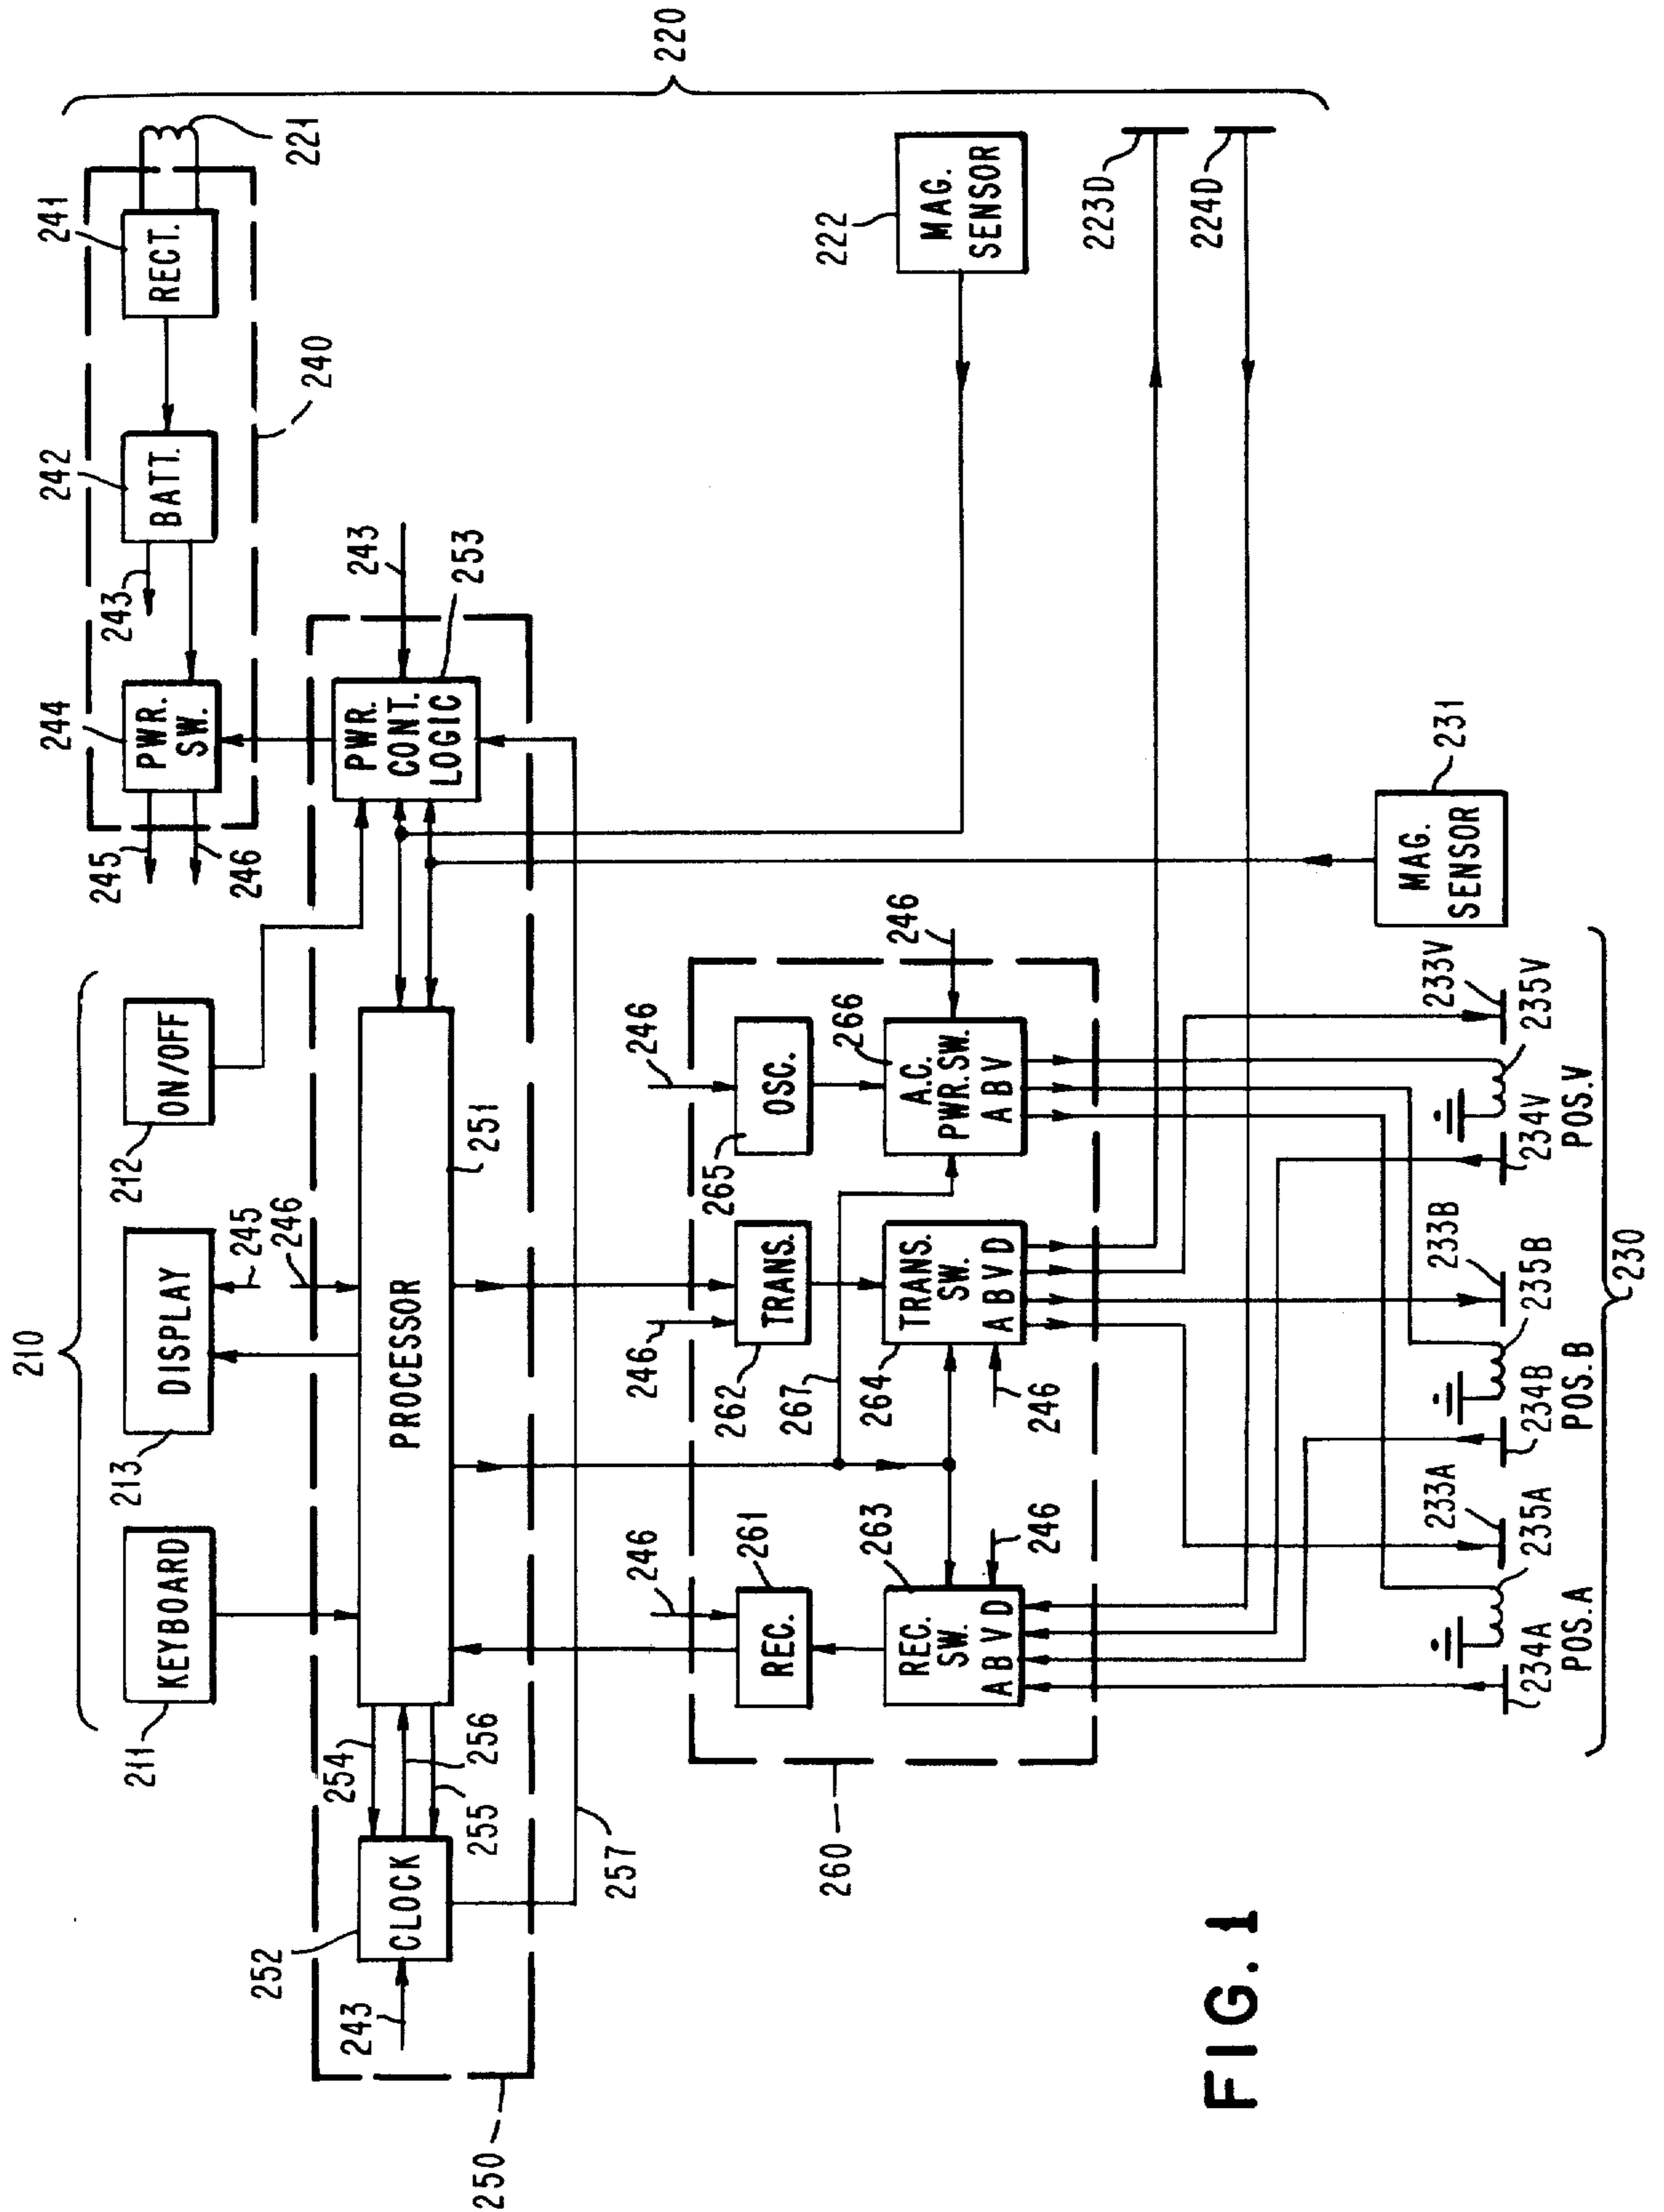 210
211
KEYBOARD
213
DISPLAY
212
ON/OFF
245
246
244
PWR.
SW.
243
242
BATT.
241
RECT.
221
240
220
245
246
250
243
252
CLOCK
254
256
255
257
PROCESSOR
251
PWR.
CONT.
LOGIC
243
253
222
MAG.
SENSOR
223D
224D
231
MAG.
SENSOR
260
246
261
REC.
263
REC.
SW.
A B V D
246
246
262
TRANS.
267
264
TRANS.
SW.
A B V D
246
246
265
OSC.
266
A.C.
PWR.SW.
A B V
246
234A
235A
233A
POS.A
234B
235B
233B
POS.B
234V
235V
233V
POS.V
230
FIG. 1